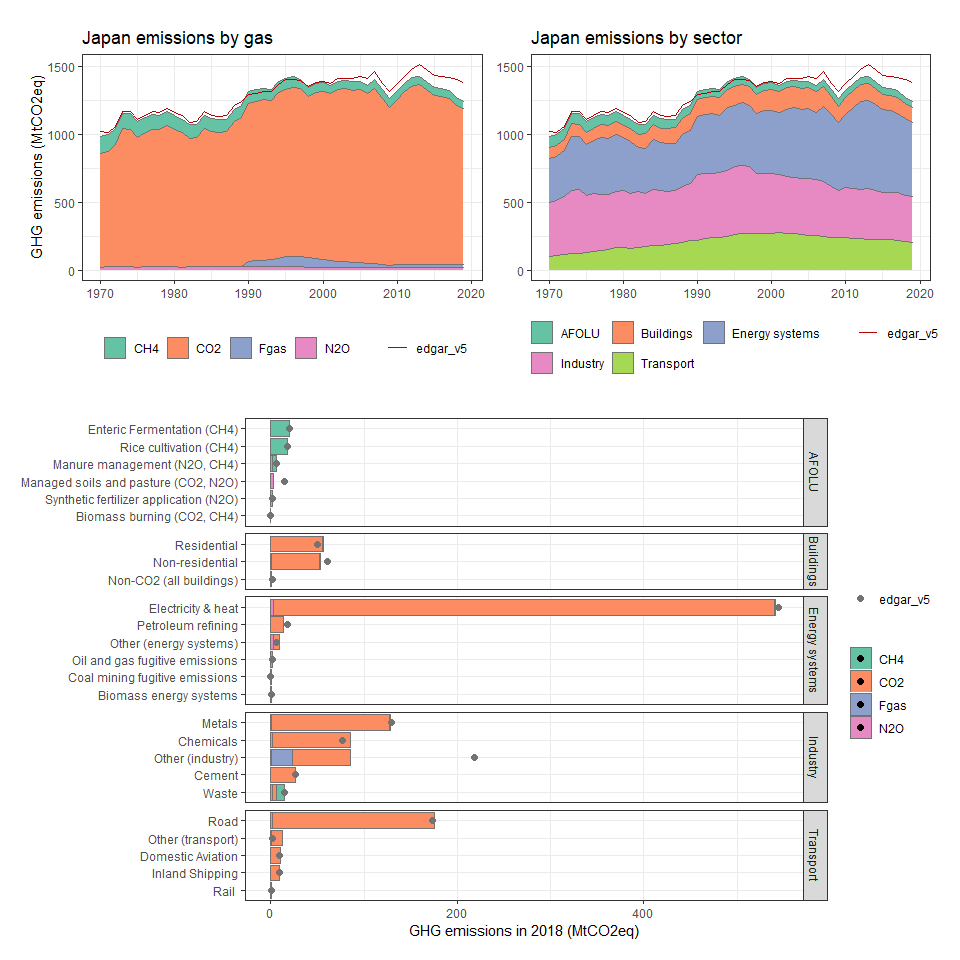 Japan emissions by gas
GHG emissions (MtCO2eq)
1500
1000
500
0
1970 1980 1990 2000 2010 2020
CH4 CO2 Fgas N2O edgar_v5
Japan emissions by sector
1500
1000
500
0
1970 1980 1990 2000 2010 2020
AFOLU Buildings Energy systems edgar_v5
Industry Transport
Enteric Fermentation (CH4)
Rice cultivation (CH4)
Manure management (N2O, CH4)
Managed soils and pasture (CO2, N2O)
Synthetic fertilizer application (N2O)
Biomass burning (CO2, CH4)
AFOLU
Residential
Non-residential
Non-CO2 (all buildings)
Buildings
Electricity & heat
Petroleum refining
Other (energy systems)
Oil and gas fugitive emissions
Coal mining fugitive emissions
Biomass energy systems
Energy systems
Metals
Chemicals
Other (industry)
Cement
Waste
Industry
Road
Other (transport)
Domestic Aviation
Inland Shipping
Rail
Transport
0 200 400
GHG emissions in 2018 (MtCO2eq)
edgar_v5
CH4
CO2
Fgas
N2O